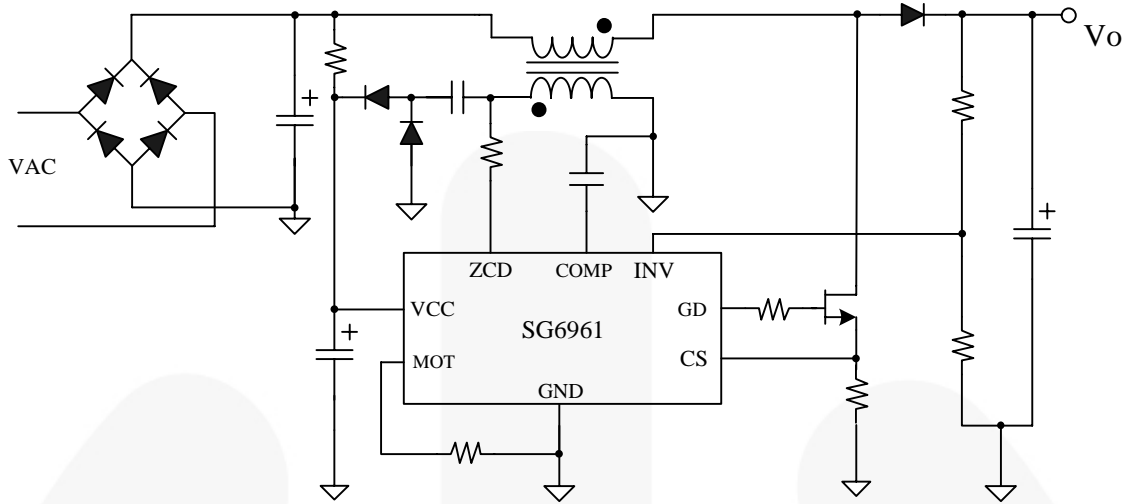 Vo
+
VAC
+
ZCD
COMP
INV
VCC
GD
SG6961
MOT
CS
GND
+
+